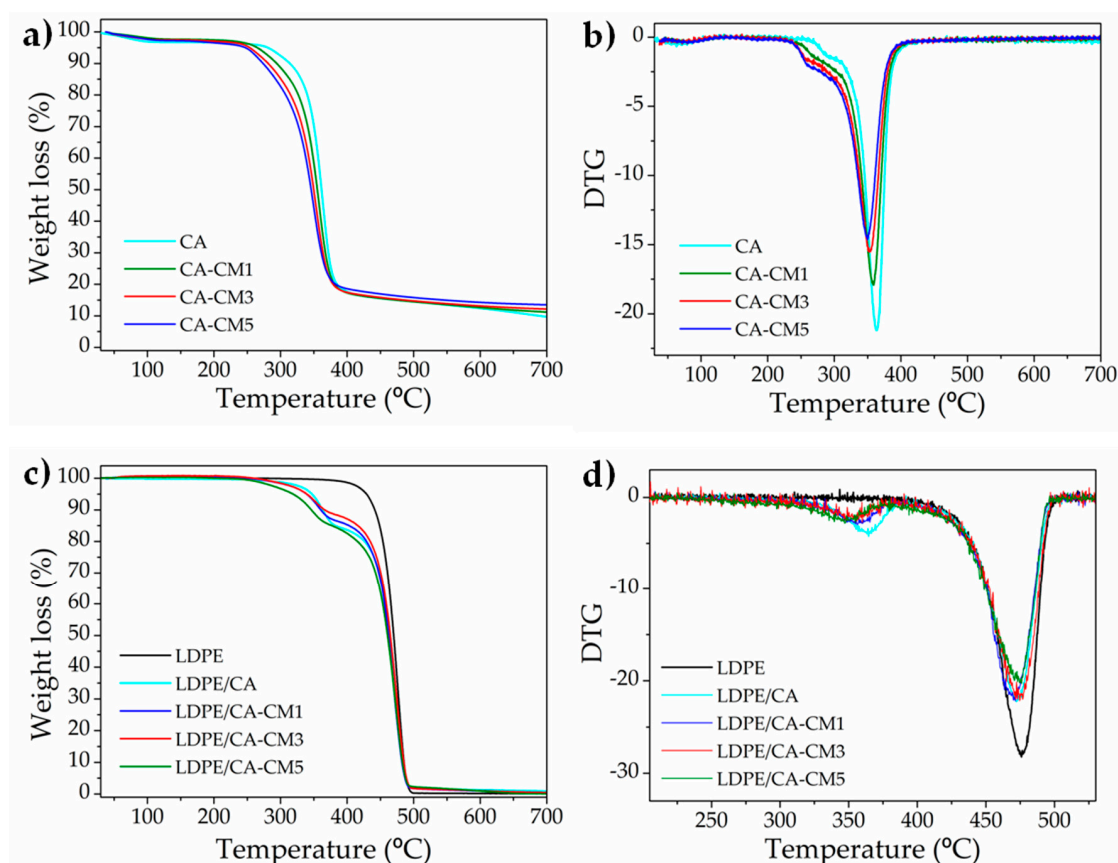 a)
Weight loss (%)
100
90
80
70
60
50
40
30
20
10
0
CA
CA-CM1
CA-CM3
CA-CM5
100 200 300 400 500 600 700
Temperature (ºC)
b)
DTG
0
-5
-10
-15
-20
CA
CA-CM1
CA-CM3
CA-CM5
100 200 300 400 500 600 700
Temperature (ºC)
c)
Weight loss (%)
100
90
80
70
60
50
40
30
20
10
0
LDPE
LDPE/CA
LDPE/CA-CM1
LDPE/CA-CM3
LDPE/CA-CM5
100 200 300 400 500 600 700
Temperature (ºC)
d)
DTG
0
-10
-20
-30
LDPE
LDPE/CA
LDPE/CA-CM1
LDPE/CA-CM3
LDPE/CA-CM5
250 300 350 400 450 500
Temperature (ºC)